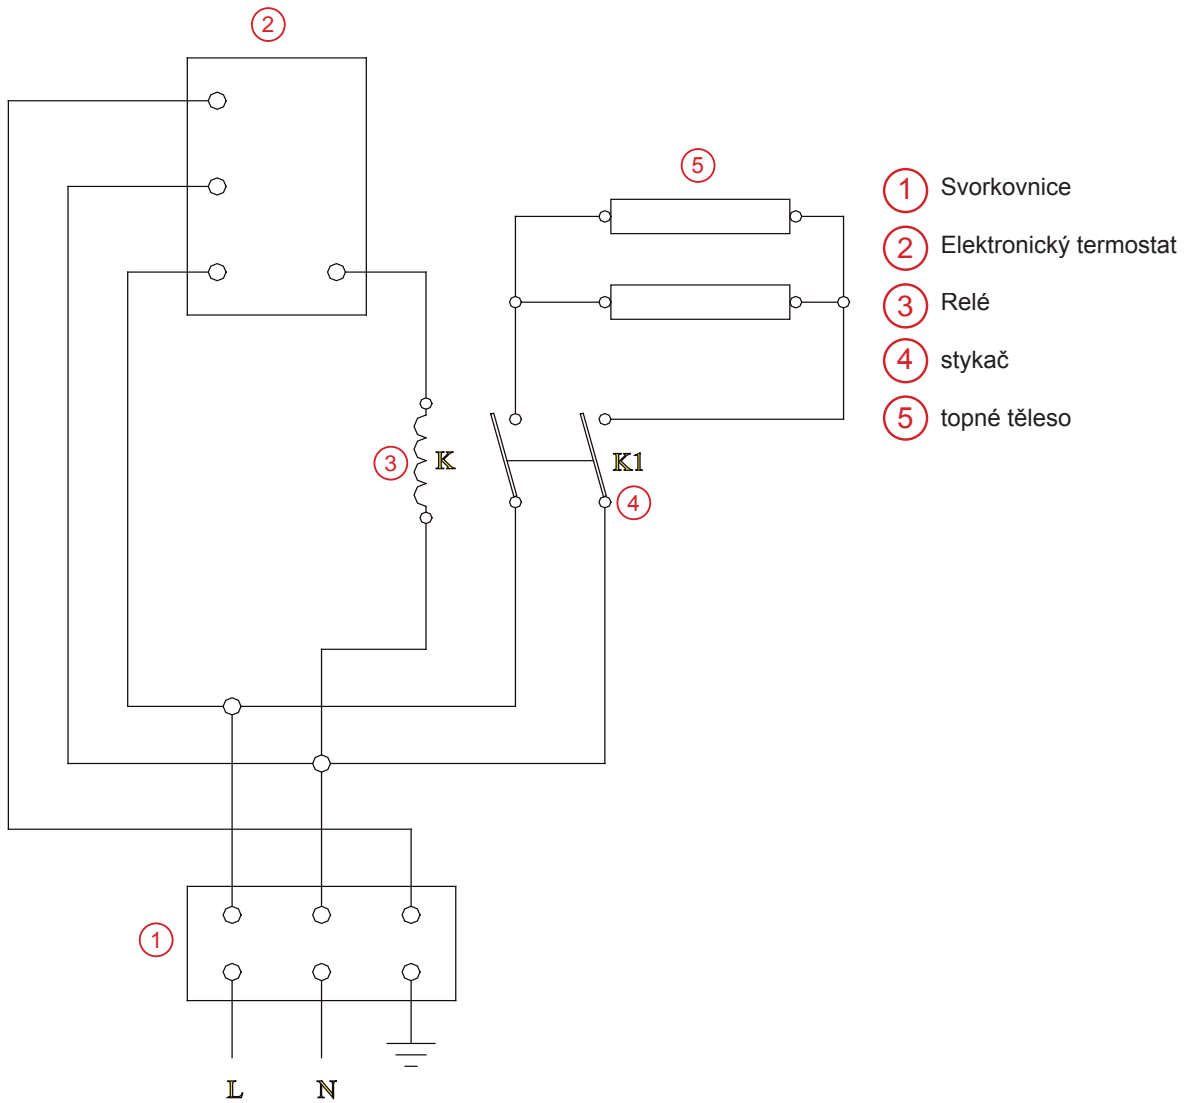 2
5
1 Svorkovnice
2 Elektronický termostat
3 Relé
4 stykač
5 topné těleso
3 K
K1
4
1
L N